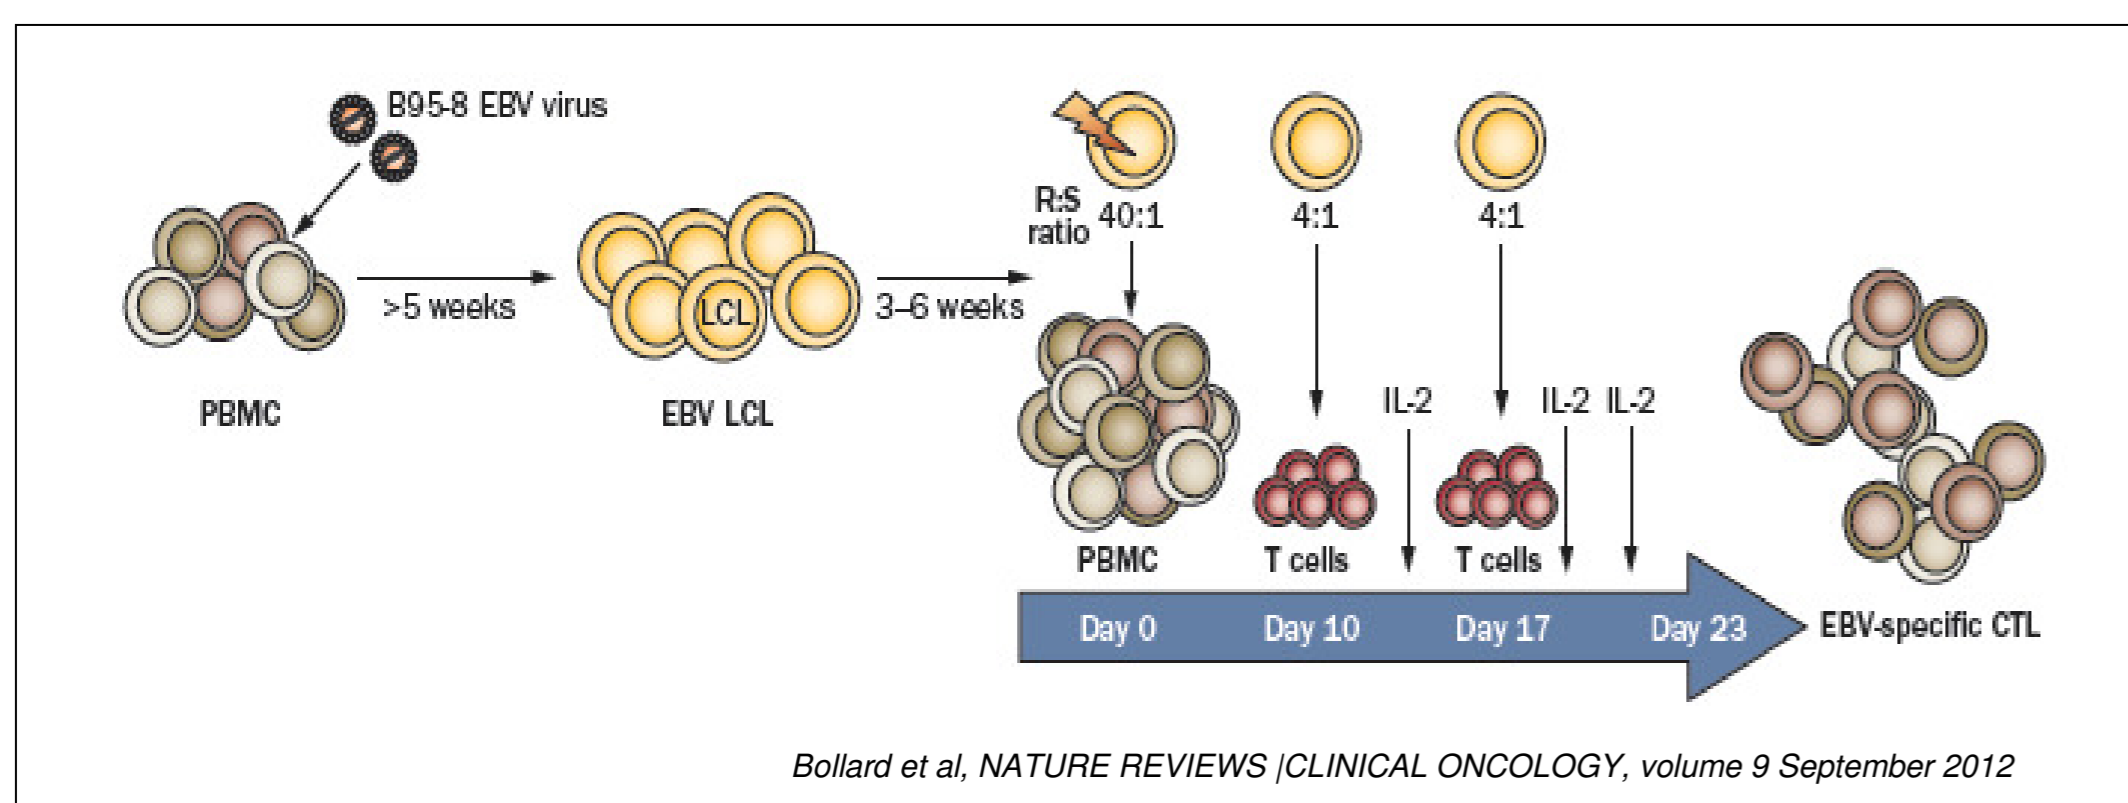 B95-8 EBV virus
>5 weeks
PBMC
LCL
EBV LCL
3–6 weeks
R:S
ratio
40:1
4:1
4:1
IL-2
IL-2
IL-2
PBMC
T cells
T cells
Day 0
Day 10
Day 17
Day 23
EBV-specific CTL
Bollard et al, NATURE REVIEWS |CLINICAL ONCOLOGY, volume 9 September 2012